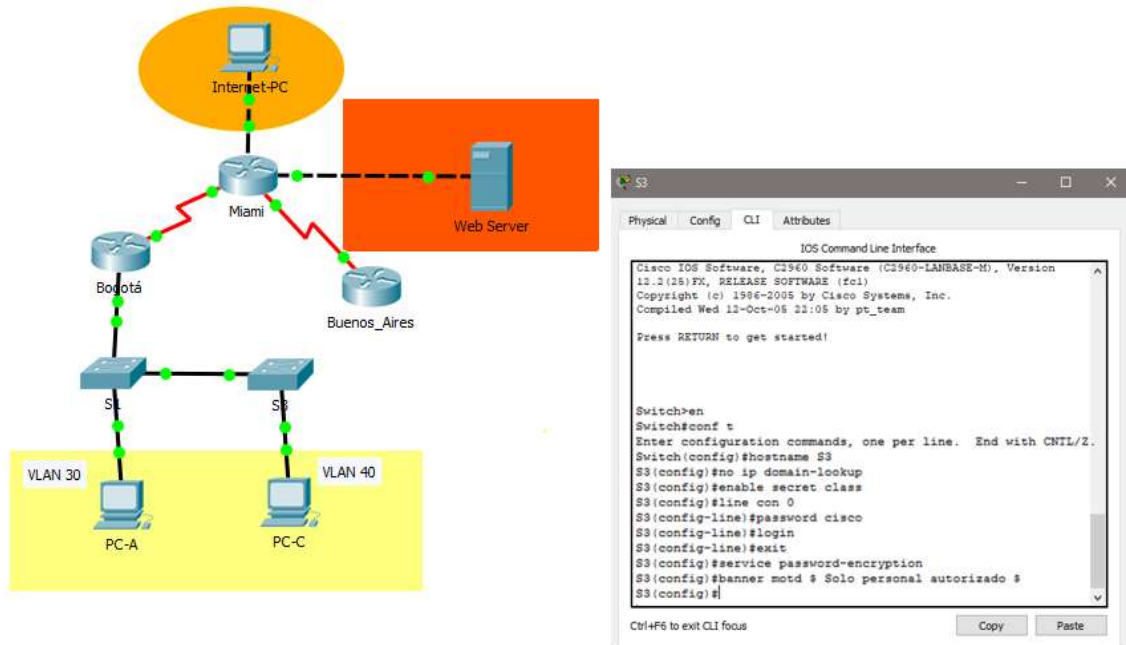 Internet-PC
Miami
Web Server
Bogotá
Buenos_Aires
S1
S3
VLAN 30
VLAN 40
PC-A
PC-C
S3
Physical Config CLI Attributes
IOS Command Line Interface
Cisco IOS Software, C2960 Software (C2960-LANBASE-M), Version
12.2(25)FX, RELEASE SOFTWARE (fc1)
Copyright (c) 1986-2005 by Cisco Systems, Inc.
Compiled Wed 12-Oct-05 22:05 by pt_team
Press RETURN to get started!
Switch>en
Switch#conf t
Enter configuration commands, one per line. End with CNTL/Z.
Switch(config)#hostname S3
S3(config)#no ip domain-lookup
S3(config)#enable secret class
S3(config)#line con 0
S3(config-line)#password cisco
S3(config-line)#login
S3(config-line)#exit
S3(config)#service password-encryption
S3(config)#banner motd $ Solo personal autorizado $
S3(config)#
Ctrl+F6 to exit CLI focus
Copy
Paste